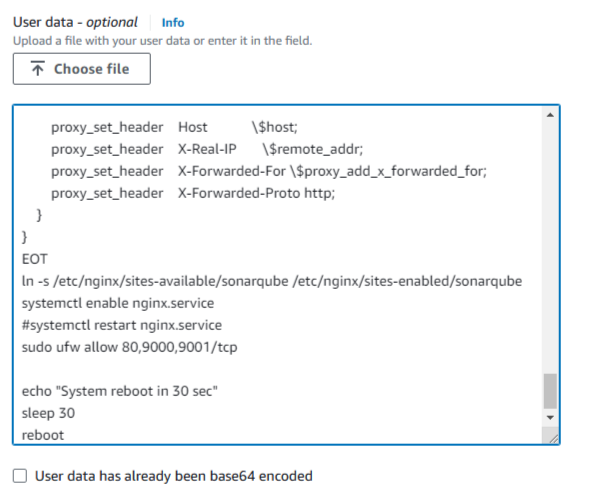 User data - optional Info
Upload a file with your user data or enter it in the field.
Choose file
proxy_set_header Host \$host;
proxy_set_header X-Real-IP \$remote_addr;
proxy_set_header X-Forwarded-For \$proxy_add_x_forwarded_for;
proxy_set_header X-Forwarded-Proto http;
}
}
EOT
ln -s /etc/nginx/sites-available/sonarqube /etc/nginx/sites-enabled/sonarqube
systemctl enable nginx.service
#systemctl restart nginx.service
sudo ufw allow 80,9000,9001/tcp
echo "System reboot in 30 sec"
sleep 30
reboot
User data has already been base64 encoded